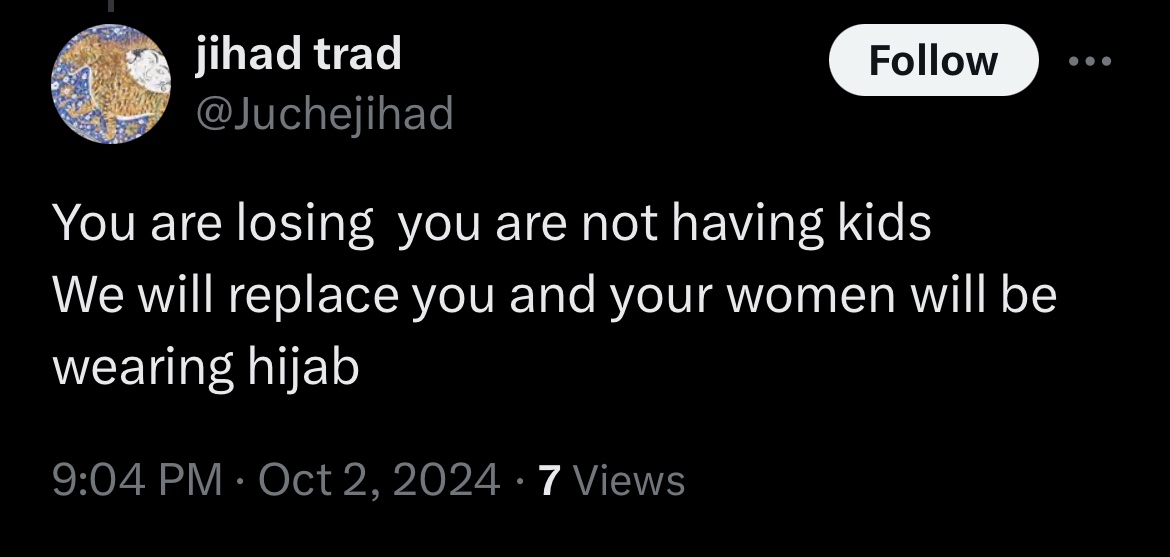 jihad trad
Follow
@Juchejihad
You are losing  you are not having kids
We will replace you and your women will be
wearing hijab
9:04 PM · Oct 2, 2024 · 7 Views